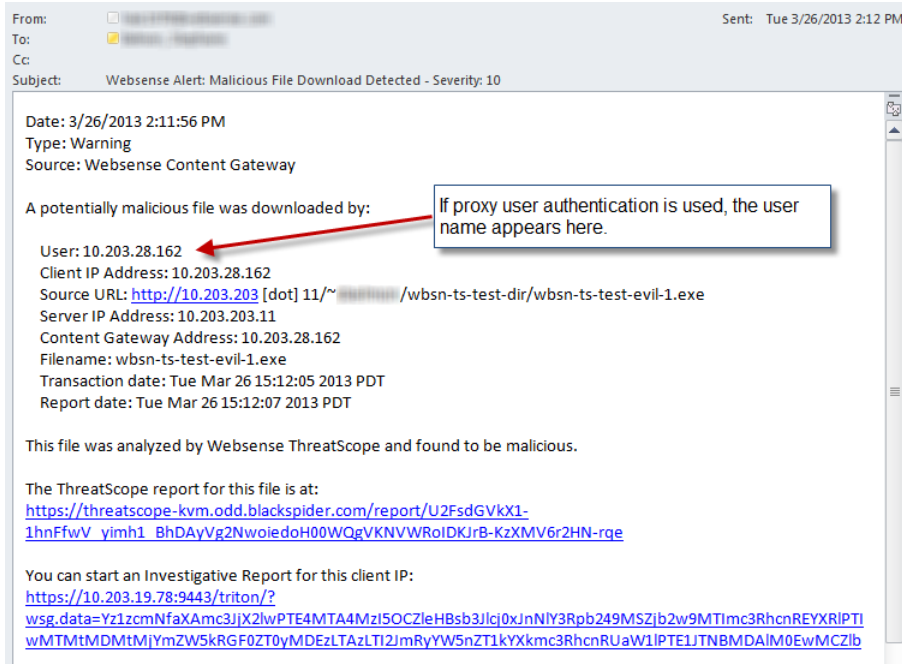 From:
Sent: Tue 3/26/2013 2:12 PM
To:
Cc:
Subject: Websense Alert: Malicious File Download Detected - Severity: 10
Date: 3/26/2013 2:11:56 PM
Type: Warning
Source: Websense Content Gateway
A potentially malicious file was downloaded by:
If proxy user authentication is used, the user
name appears here.
User: 10.203.28.162
Client IP Address: 10.203.28.162
Source URL: http://10.203.203 [dot] 11/~ /wbsn-ts-test-dir/wbsn-ts-test-evil-1.exe
Server IP Address: 10.203.203.11
Content Gateway Address: 10.203.28.162
Filename: wbsn-ts-test-evil-1.exe
Transaction date: Tue Mar 26 15:12:05 2013 PDT
Report date: Tue Mar 26 15:12:07 2013 PDT
This file was analyzed by Websense ThreatScope and found to be malicious.
The ThreatScope report for this file is at:
https://threatscope-kvm.odd.blackspider.com/report/U2FsdGVkX1-
1hnFfwV_yimh1_BhDAyVg2NwoiedoH00WQgVKNVWRoIDKJrB-KzXMV6r2HN-rqe
You can start an Investigative Report for this client IP:
https://10.203.19.78:9443/triton/?
wsg.data=Yz1zcmNfaXAmc3JjX2lwPTE4MTA4MzI5OCZleHBsb3Jlcj0xJnNlY3Rpb249MSZjb2w9MTImc3RhcnREYXRlPTI
wMTMtMDMtMjYmZW5kRGF0ZT0yMDEzLTAzLTI2JmRyYW5nZT1kYXkmc3RhcnRUaW1lPTE1JTNBMDAlM0EwMCZlb